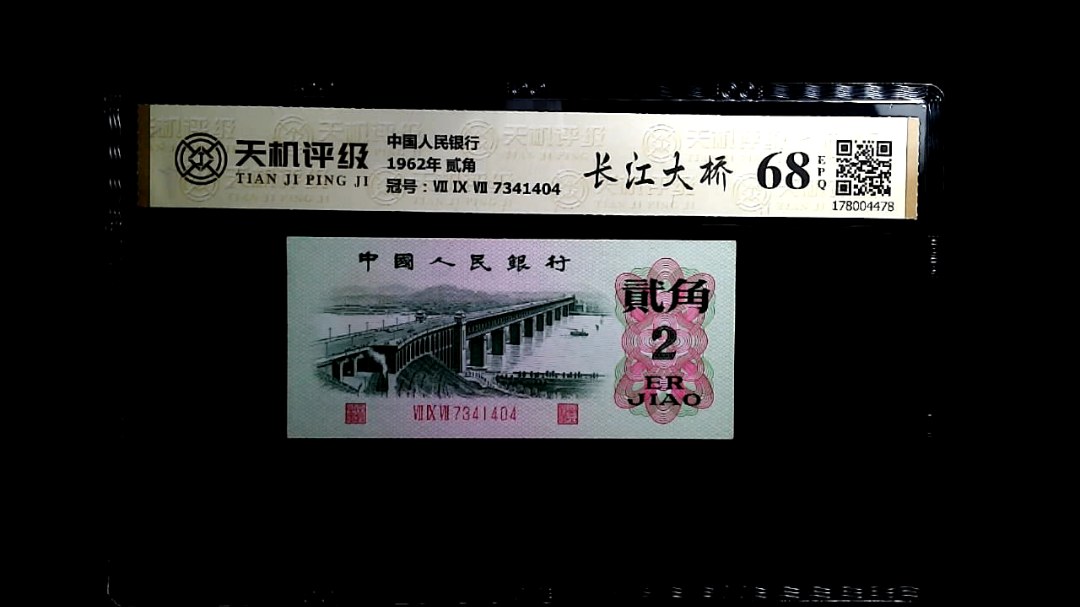 天机评级
TIAN JI PING JI
中国人民银行
1962年 贰角
冠号：Ⅶ Ⅸ Ⅶ 7341404
长江大桥
68
EPQ
178004478
中國人民銀行
貳角
2
ER
JIAO
Ⅶ Ⅸ Ⅶ 7341404